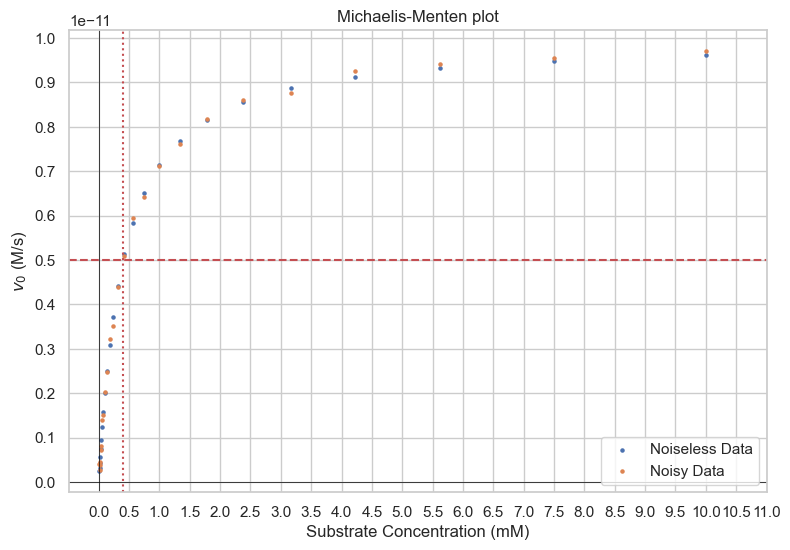 Michaelis-Menten plot
1e−11
1.0
0.9
0.8
0.7
0.6
0.5
0.4
0.3
0.2
0.1
0.0
v₀ (M/s)
0.0 0.5 1.0 1.5 2.0 2.5 3.0 3.5 4.0 4.5 5.0 5.5 6.0 6.5 7.0 7.5 8.0 8.5 9.0 9.5 10.0 10.5 11.0
Substrate Concentration (mM)
Noiseless Data
Noisy Data